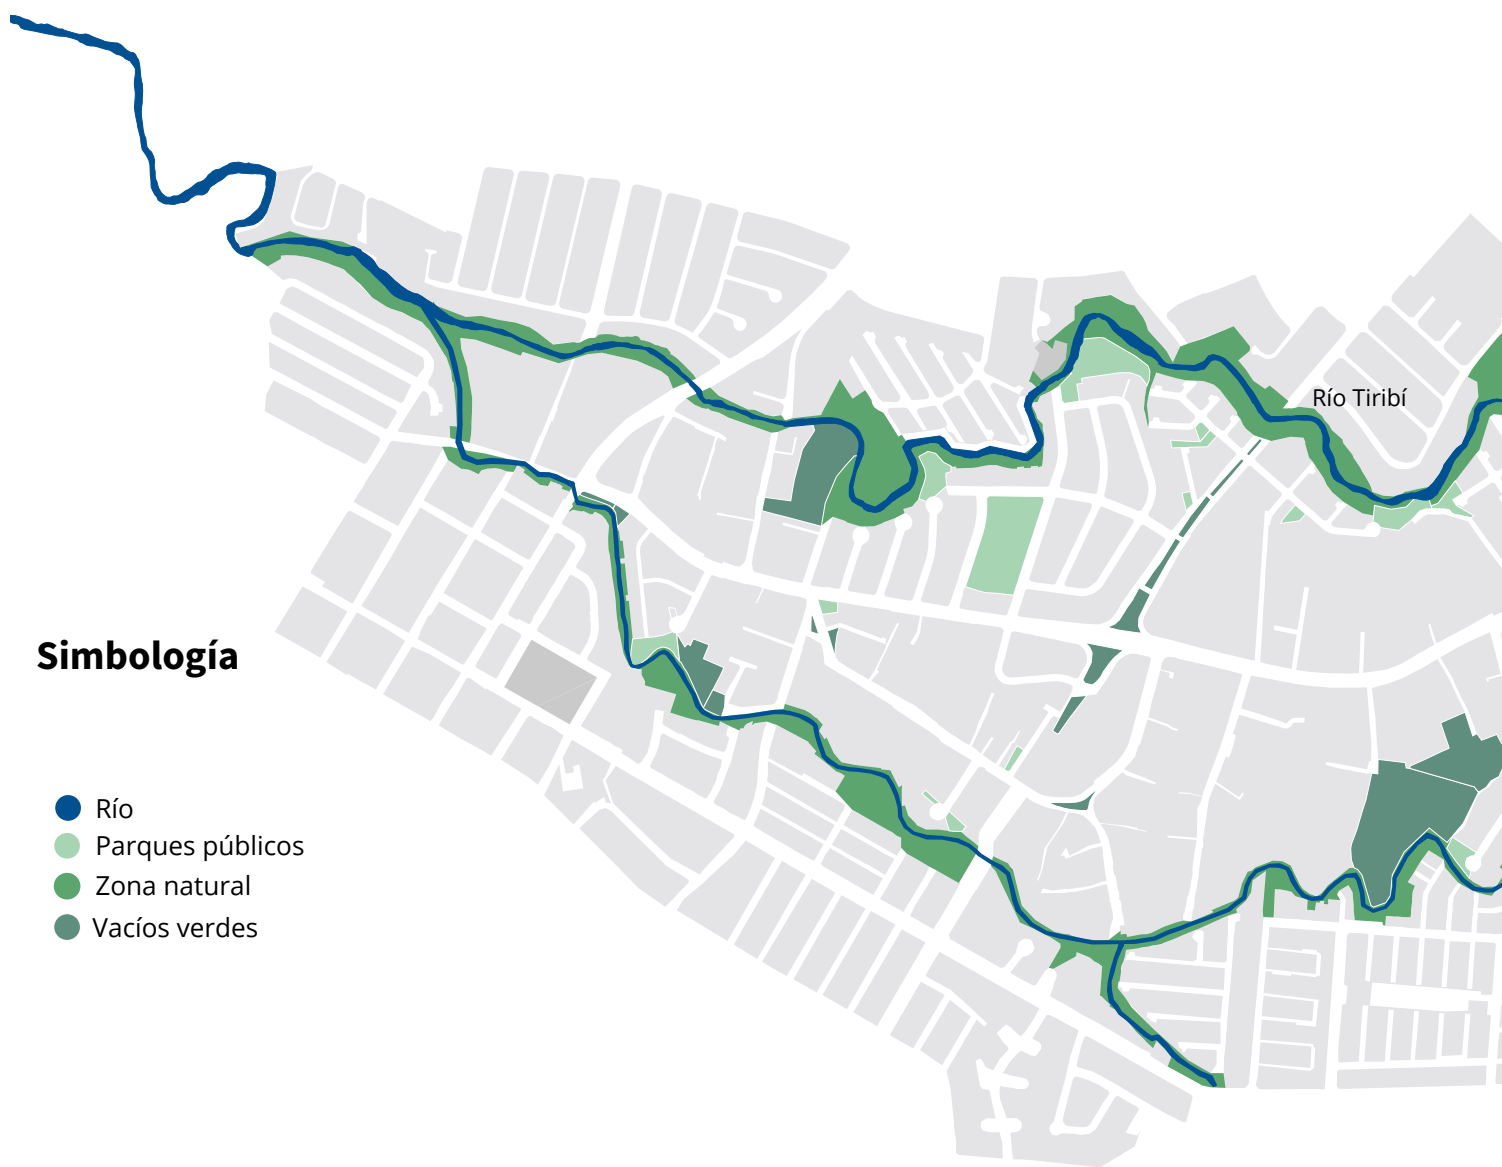 Río Tiribí
Simbología
Río
Parques públicos
Zona natural
Vacíos verdes